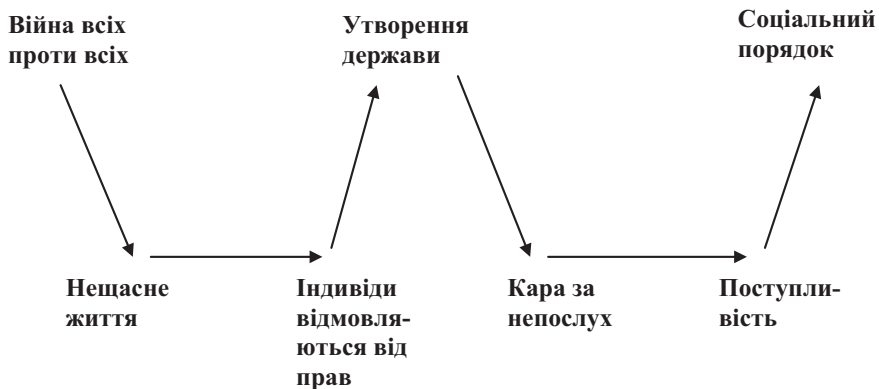 Війна всіх
проти всіх
Утворення
держави
Соціальний
порядок
Нещасне
життя
Індивіди
відмовля-
ються від
прав
Кара за
непослух
Поступли-
вість